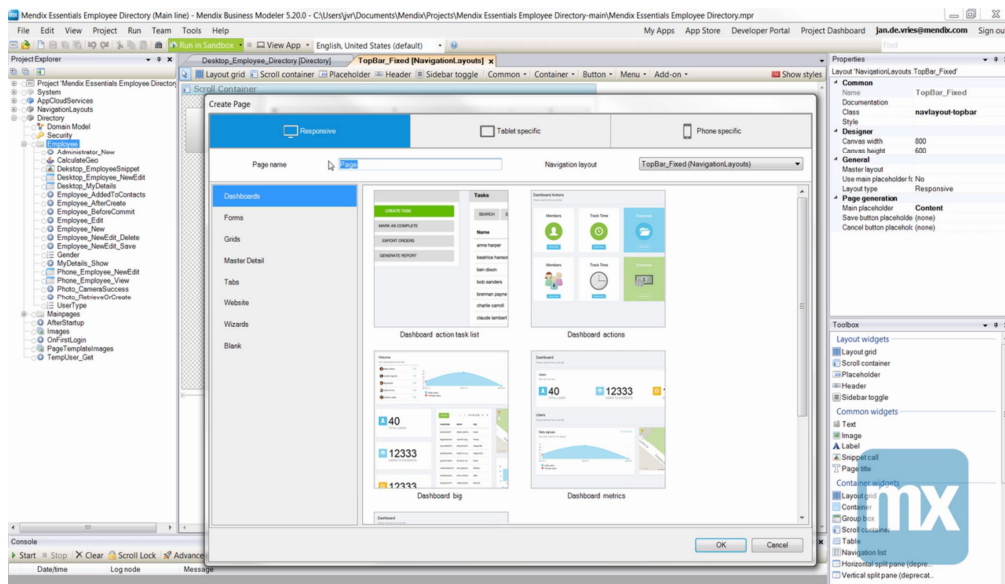 Mendix Essentials Employee Directory (Main line) - Mendix Business Modeler 5.20.0 - C:\Users\jvr\Documents\Mendix\Projects\Mendix Essentials Employee Directory-main\Mendix Essentials Employee Directory.mpr
File Edit View Project Run Team Tools Help
My Apps App Store Developer Portal Project Dashboard jan.de.vries@mendix.com Sign ou
Run in Sandbox View App English, United States (default) Find
Project Explorer
Desktop_Employee_Directory [Directory] TopBar_Fixed [NavigationLayouts] x
Layout grid Scroll container Placeholder Header Sidebar toggle Common Container Button Menu Add-on Show styles
Scroll Container
Project 'Mendix Essentials Employee Director
System
AppCloudServices
NavigationLayouts
Directory
Domain Model
Security
Employee
Administrator_New
CalculateGeo
Dekstop_EmployeeSnippet
Desktop_Employee_NewEdit
Desktop_MyDetails
Employee_AddedToContacts
Employee_AfterCreate
Employee_BeforeCommit
Employee_Edit
Employee_New
Employee_NewEdit_Delete
Employee_NewEdit_Save
Gender
MyDetails_Show
Phone_Employee_NewEdit
Phone_Employee_View
Photo_CameraSuccess
Photo_RetrieveOrCreate
UserType
Mainpages
AfterStartup
Images
OnFirstLogin
PageTemplateImages
TempUser_Get
Create Page
Responsive Tablet specific Phone specific
Page name Page Navigation layout TopBar_Fixed (NavigationLayouts)
Dashboards
Forms
Grids
Master Detail
Tabs
Website
Wizards
Blank
Tasks
CREATE TASK
MARK AS COMPLETE
EXPORT ORDERS
GENERATE REPORT
SEARCH
Name
anne harper
beatrice hanso
ben dixon
bob sanders
brennan payne
charlie carroll
claude lambert
Dashboard action task list
Dashboard Actions
Members Track Time
Members Track Time
Dashboard actions
40
12333
12333
Dashboard big
Dashboard
Users
40 12333
Users
Dashboard metrics
Dashboard
OK Cancel
Properties
Layout 'NavigationLayouts.TopBar_Fixed'
Common
Name TopBar_Fixed
Documentation
Class navlayout-topbar
Style
Designer
Canvas width 800
Canvas height 600
General
Master layout
Use main placeholder fc No
Layout type Responsive
Page generation
Main placeholder Content
Save button placeholc (none)
Cancel button placeholc (none)
Toolbox
Layout widgets
Layout grid
Scroll container
Placeholder
Header
Sidebar toggle
Common widgets
Text
Image
Label
Snippet call
Page title
Container widgets
Layout grid
Container
Group box
Scroll container
Table
Navigation list
Horizontal split pane (depre
Vertical split pane (deprecat..
mx
Console
Start Stop Clear Scroll Lock Advance
Date/time Log node Message